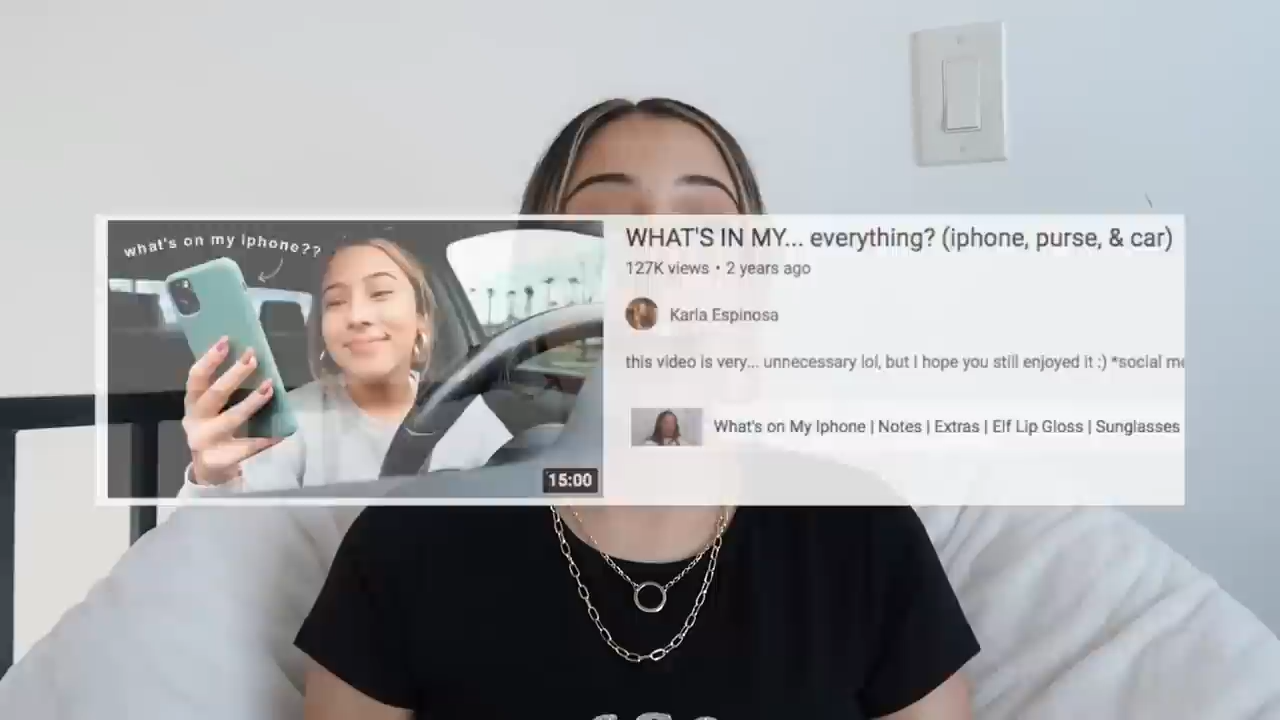 what's on my iphone??
15:00
WHAT'S IN MY... everything? (iphone, purse, & car)
127K views • 2 years ago
Karla Espinosa
this video is very... unnecessary lol, but I hope you still enjoyed it :) *social me
What's on My Iphone | Notes | Extras | Elf Lip Gloss | Sunglasses